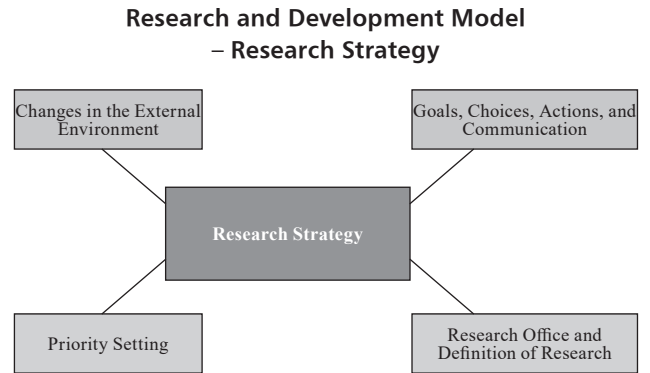 Research and Development Model
– Research Strategy
Changes in the External
Environment
Goals, Choices, Actions, and
Communication
Research Strategy
Priority Setting
Research Office and
Definition of Research